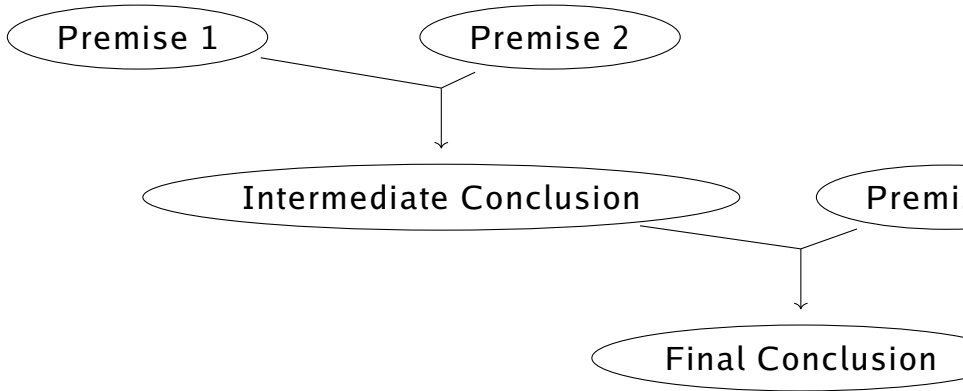 Premise 1
Premise 2
Intermediate Conclusion
Final Conclusion